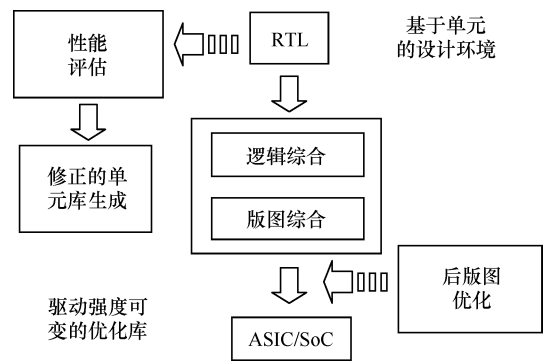 性能
评估
RTL
基于单元
的设计环境
修正的单
元库生成
逻辑综合
版图综合
后版图
优化
驱动强度可
变的优化库
ASIC/SoC